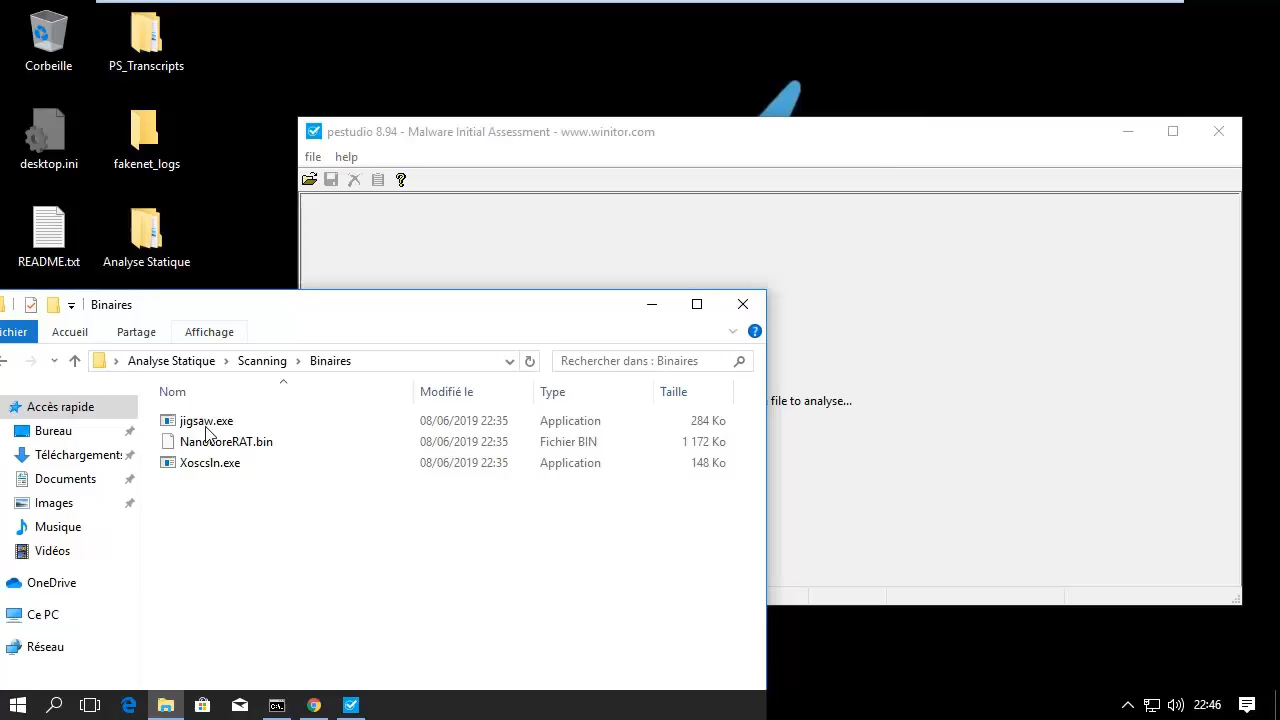 Corbeille
PS_Transcripts
desktop.ini
fakenet_logs
README.txt
Analyse Statique
pestudio 8.94 - Malware Initial Assessment - www.winitor.com
file help
file to analyse...
Binaires
ichier Accueil Partage Affichage
Analyse Statique Scanning Binaires Rechercher dans : Binaires
Nom Modifié le Type Taille
Accès rapide
Bureau
Téléchargements
Documents
Images
Musique
Vidéos
OneDrive
Ce PC
Réseau
jigsaw.exe 08/06/2019 22:35 Application 284 Ko
NanocoreRAT.bin 08/06/2019 22:35 Fichier BIN 1 172 Ko
08/06/2019 22:35 Application 148 Ko
22:46